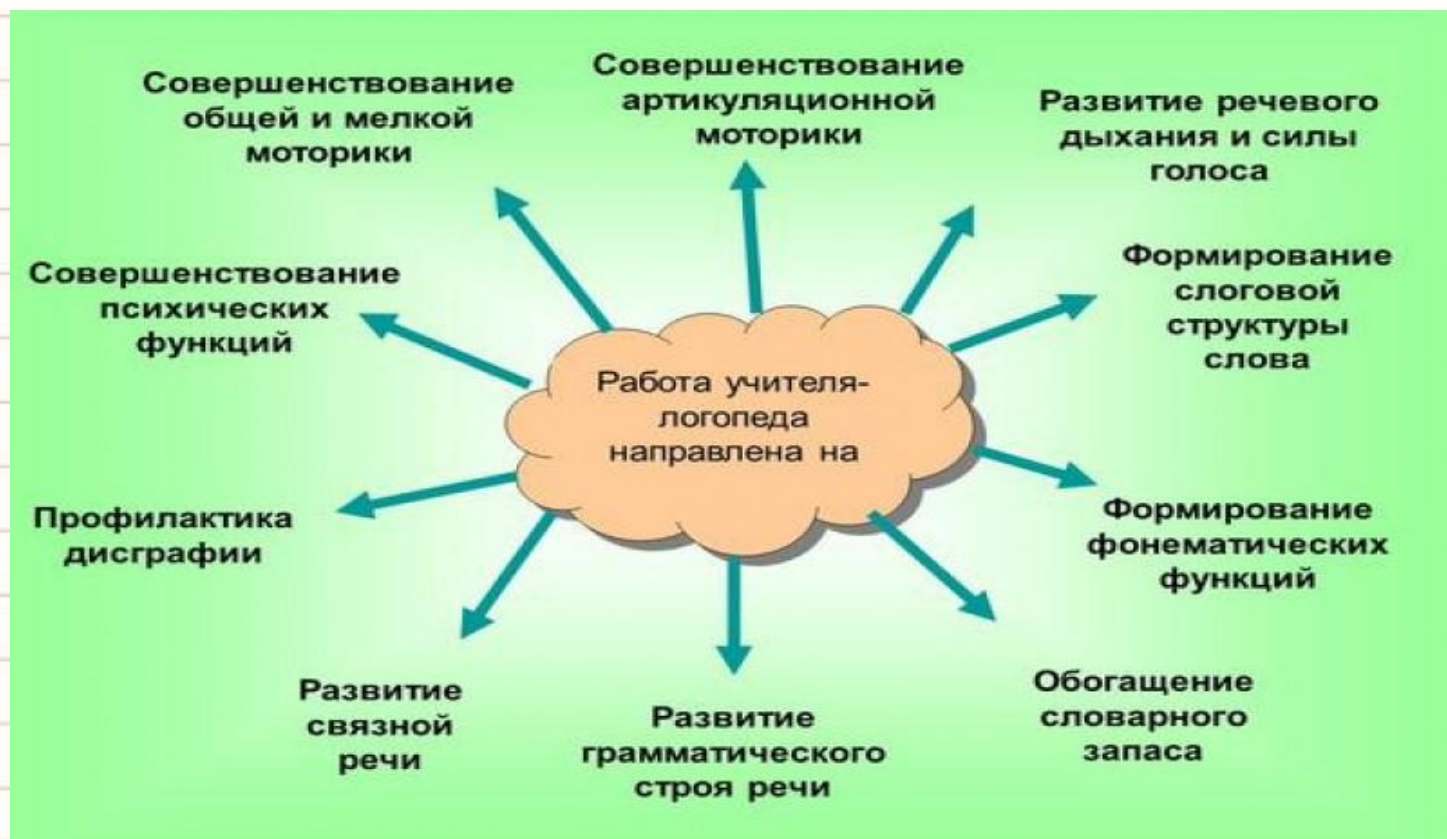 Совершенствование
общей и мелкой
моторики
Совершенствование
артикуляционной
моторики
Развитие речевого
дыхания и силы
голоса
Совершенствование
психических
функций
Формирование
слоговой
структуры
слова
Работа учителя-
логопеда
направлена на
Профилактика
дисграфии
Формирование
фонематических
функций
Развитие
связной
речи
Развитие
грамматического
строя речи
Обогащение
словарного
запаса